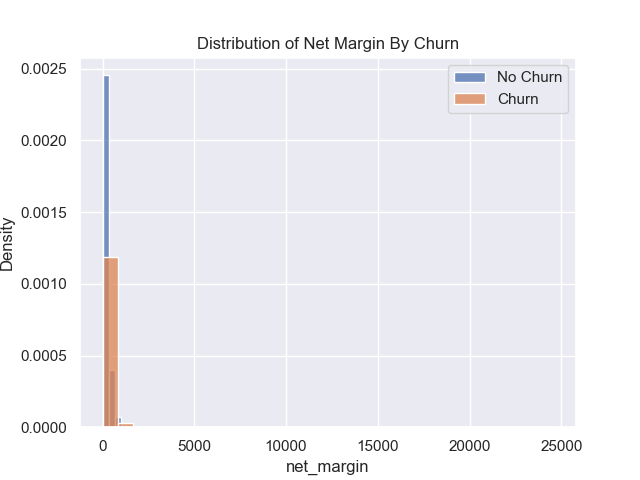 Distribution of Net Margin By Churn
No Churn
Churn
Density
0.0025
0.0020
0.0015
0.0010
0.0005
0.0000
0 5000 10000 15000 20000 25000
net_margin